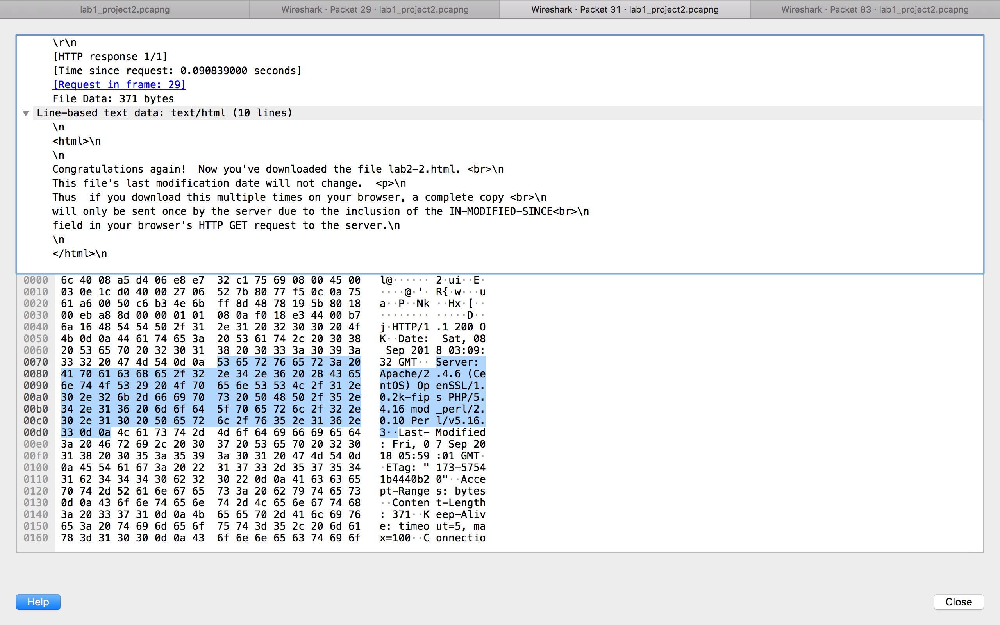 lab1_project2.pcapng
Wireshark · Packet 29 · lab1_project2.pcapng
Wireshark · Packet 31 · lab1_project2.pcapng
Wireshark · Packet 83 · lab1_project2.pcapng
\r\n
[HTTP response 1/1]
[Time since request: 0.090839000 seconds]
[Request in frame: 29]
File Data: 371 bytes
Line-based text data: text/html (10 lines)
\n
<html>\n
\n
Congratulations again!  Now you've downloaded the file lab2-2.html. <br>\n
This file's last modification date will not change.  <p>\n
Thus  if you download this multiple times on your browser, a complete copy <br>\n
will only be sent once by the server due to the inclusion of the IN-MODIFIED-SINCE<br>\n
field in your browser's HTTP GET request to the server.\n
\n
</html>\n
0000 6c 40 08 a5 d4 06 e8 e7 32 c1 75 69 08 00 45 00 l@······ 2·ui··E·
0010 03 0e 1c d0 40 00 27 06 52 7b 80 77 f5 0c 0a 75 ····@·'· R{·w···u
0020 61 a6 00 50 c6 b3 4e 6b ff 8d 48 78 19 5b 80 18 a··P··Nk ··Hx·[··
0030 00 eb a8 8d 00 00 01 01 08 0a f0 18 e3 44 00 b7 ········ ·····D··
0040 6a 16 48 54 54 50 2f 31 2e 31 20 32 30 30 20 4f j·HTTP/1 .1 200 O
0050 4b 0d 0a 44 61 74 65 3a 20 53 61 74 2c 20 30 38 K··Date:  Sat, 08
0060 20 53 65 70 20 32 30 31 38 20 30 33 3a 30 39 3a  Sep 201 8 03:09:
0070 33 32 20 47 4d 54 0d 0a 53 65 72 76 65 72 3a 20 32 GMT·· Server:
0080 41 70 61 63 68 65 2f 32 2e 34 2e 36 20 28 43 65 Apache/2 .4.6 (Ce
0090 6e 74 4f 53 29 20 4f 70 65 6e 53 53 4c 2f 31 2e ntOS) Op enSSL/1.
00a0 30 2e 32 6b 2d 66 69 70 73 20 50 48 50 2f 35 2e 0.2k-fip s PHP/5.
00b0 34 2e 31 36 20 6d 6f 64 5f 70 65 72 6c 2f 32 2e 4.16 mod _perl/2.
00c0 30 2e 31 30 20 50 65 72 6c 2f 76 35 2e 31 36 2e 0.10 Per l/v5.16.
00d0 33 0d 0a 4c 61 73 74 2d 4d 6f 64 69 66 69 65 64 3··Last- Modified
00e0 3a 20 46 72 69 2c 20 30 37 20 53 65 70 20 32 30 : Fri, 0 7 Sep 20
00f0 31 38 20 30 35 3a 35 39 3a 30 31 20 47 4d 54 0d 18 05:59 :01 GMT·
0100 0a 45 54 61 67 3a 20 22 31 37 33 2d 35 37 35 34 ·ETag: " 173-5754
0110 31 62 34 34 34 30 62 32 30 22 0d 0a 41 63 63 65 1b4440b2 0"··Acce
0120 70 74 2d 52 61 6e 67 65 73 3a 20 62 79 74 65 73 pt-Range s: bytes
0130 0d 0a 43 6f 6e 74 65 6e 74 2d 4c 65 6e 67 74 68 ··Conten t-Length
0140 3a 20 33 37 31 0d 0a 4b 65 65 70 2d 41 6c 69 76 : 371··K eep-Aliv
0150 65 3a 20 74 69 6d 65 6f 75 74 3d 35 2c 20 6d 61 e: timeo ut=5, ma
0160 78 3d 31 30 30 0d 0a 43 6f 6e 6e 65 63 74 69 6f x=100··C onnectio
Help
Close